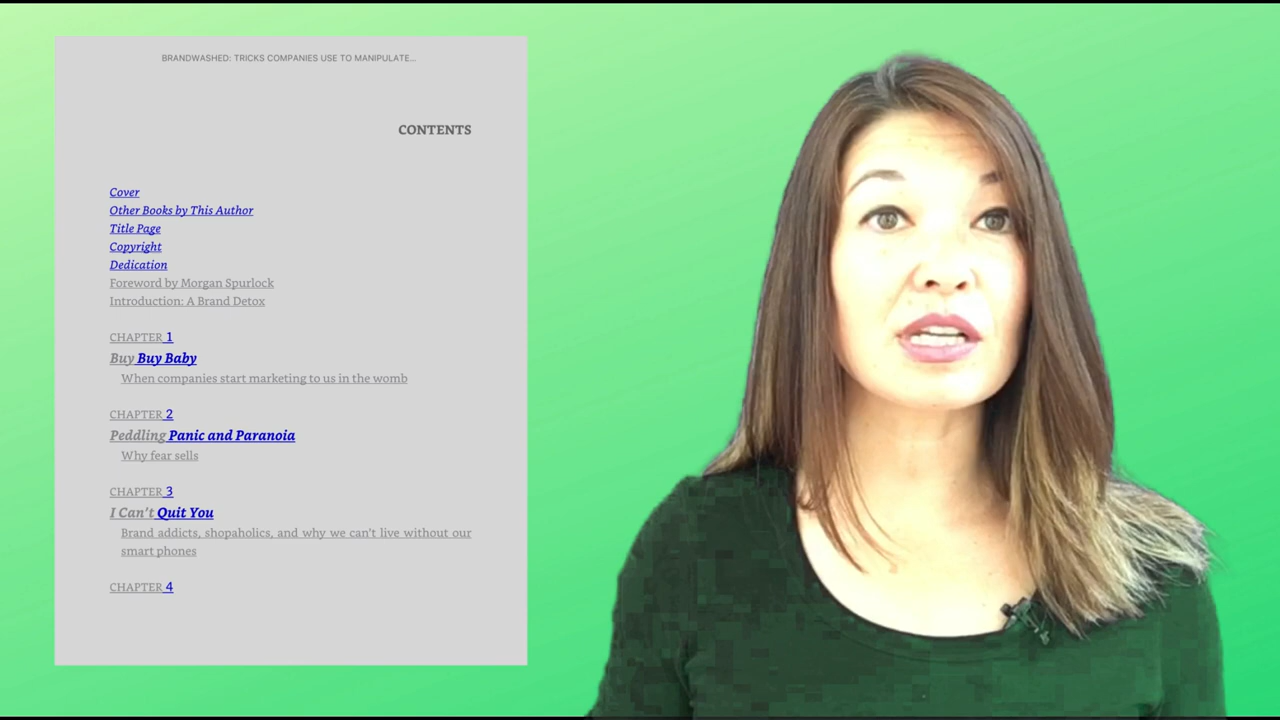 BRANDWASHED: TRICKS COMPANIES USE TO MANIPULATE...
CONTENTS
Cover
Other Books by This Author
Title Page
Copyright
Dedication
Foreword by Morgan Spurlock
Introduction: A Brand Detox
CHAPTER 1
Buy Buy Baby
When companies start marketing to us in the womb
CHAPTER 2
Peddling Panic and Paranoia
Why fear sells
CHAPTER 3
I Can't Quit You
Brand addicts, shopaholics, and why we can't live without our
smart phones
CHAPTER 4